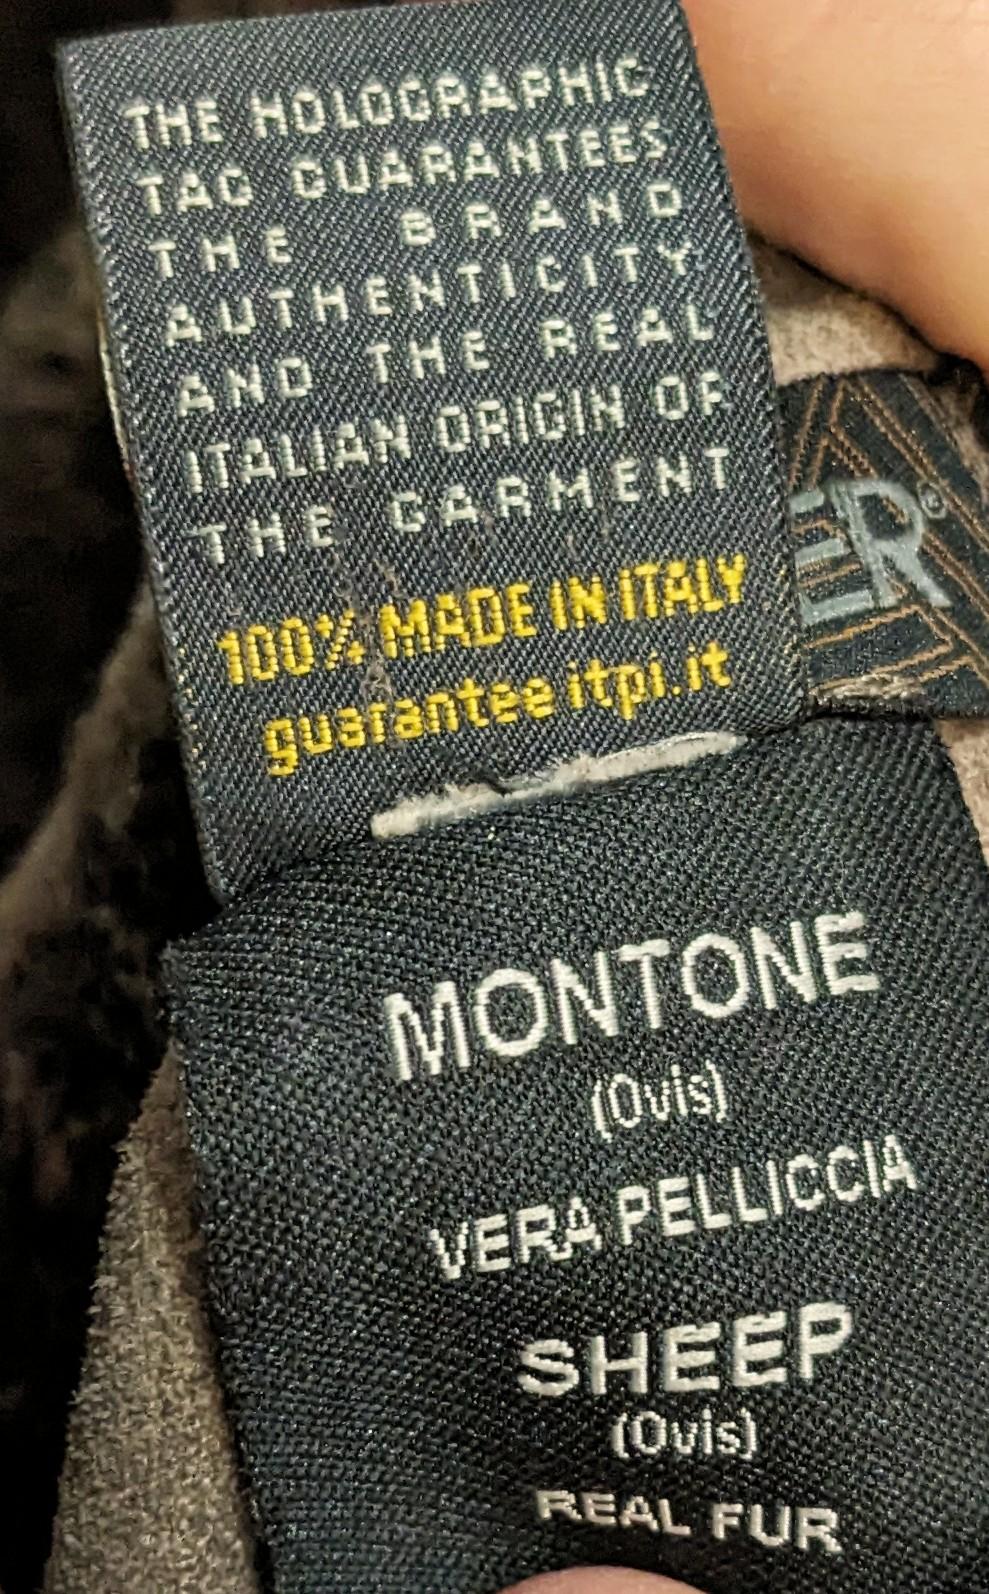 THE HOLOGRAPHIC
TAG GUARANTEES
THE BRAND
AUTHENTICITY
AND THE REAL
ITALIAN ORIGIN OF
THE GARMENT
100% MADE IN ITALY
guarantee itpi.it
ER©
MONTONE
(Ovis)
VERA PELLICCIA
SHEEP
(Ovis)
REAL FUR